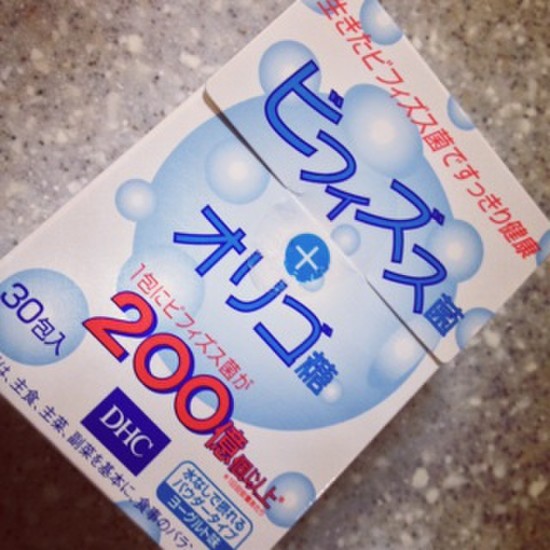 生きたビフィズス菌ですっきり健康
ビフィズス菌
+
オリゴ糖
30包入
1包にビフィズス菌が
200億個以上*
DHC
水なしで摂れる
パウダータイプ
ヨーグルト味
は、主食、主菜、副菜を基本に、食事のバラン